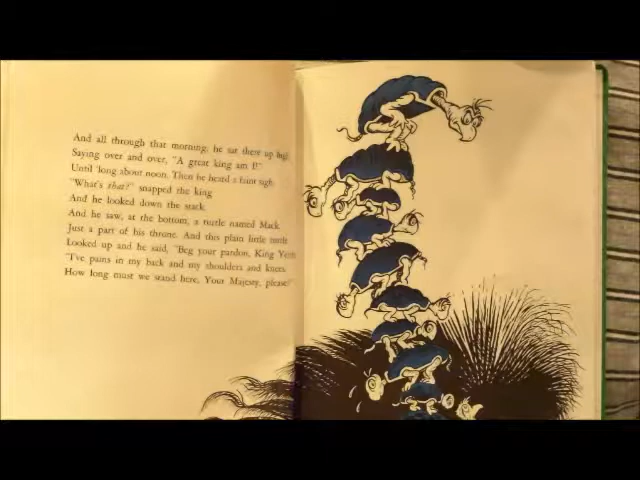 And all through that morning, he sat there up high
Saying over and over, "A great king am I!"
Until 'long about noon. Then he heard a faint sigh.
"What's that?" snapped the king
And he looked down the stack.
And he saw, at the bottom, a turtle named Mack.
Just a part of his throne. And this plain little turtle
Looked up and he said, "Beg your pardon, King Yertle.
"I've pains in my back and my shoulders and knees.
How long must we stand here, Your Majesty, please?"